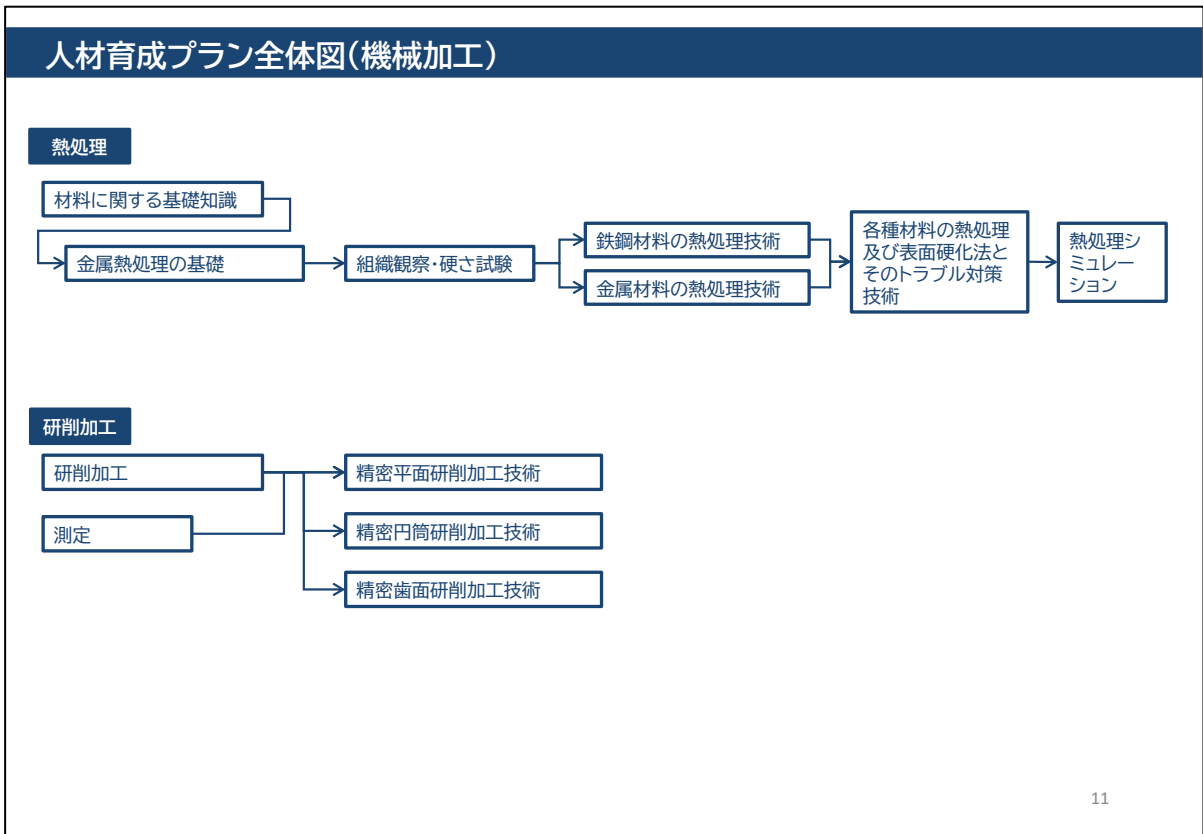 人材育成プラン全体図(機械加工)
熱処理
材料に関する基礎知識
金属熱処理の基礎
組織観察・硬さ試験
鉄鋼材料の熱処理技術
金属材料の熱処理技術
各種材料の熱処理
及び表面硬化法と
そのトラブル対策
技術
熱処理シ
ミュレー
ション
研削加工
研削加工
測定
精密平面研削加工技術
精密円筒研削加工技術
精密歯面研削加工技術
11